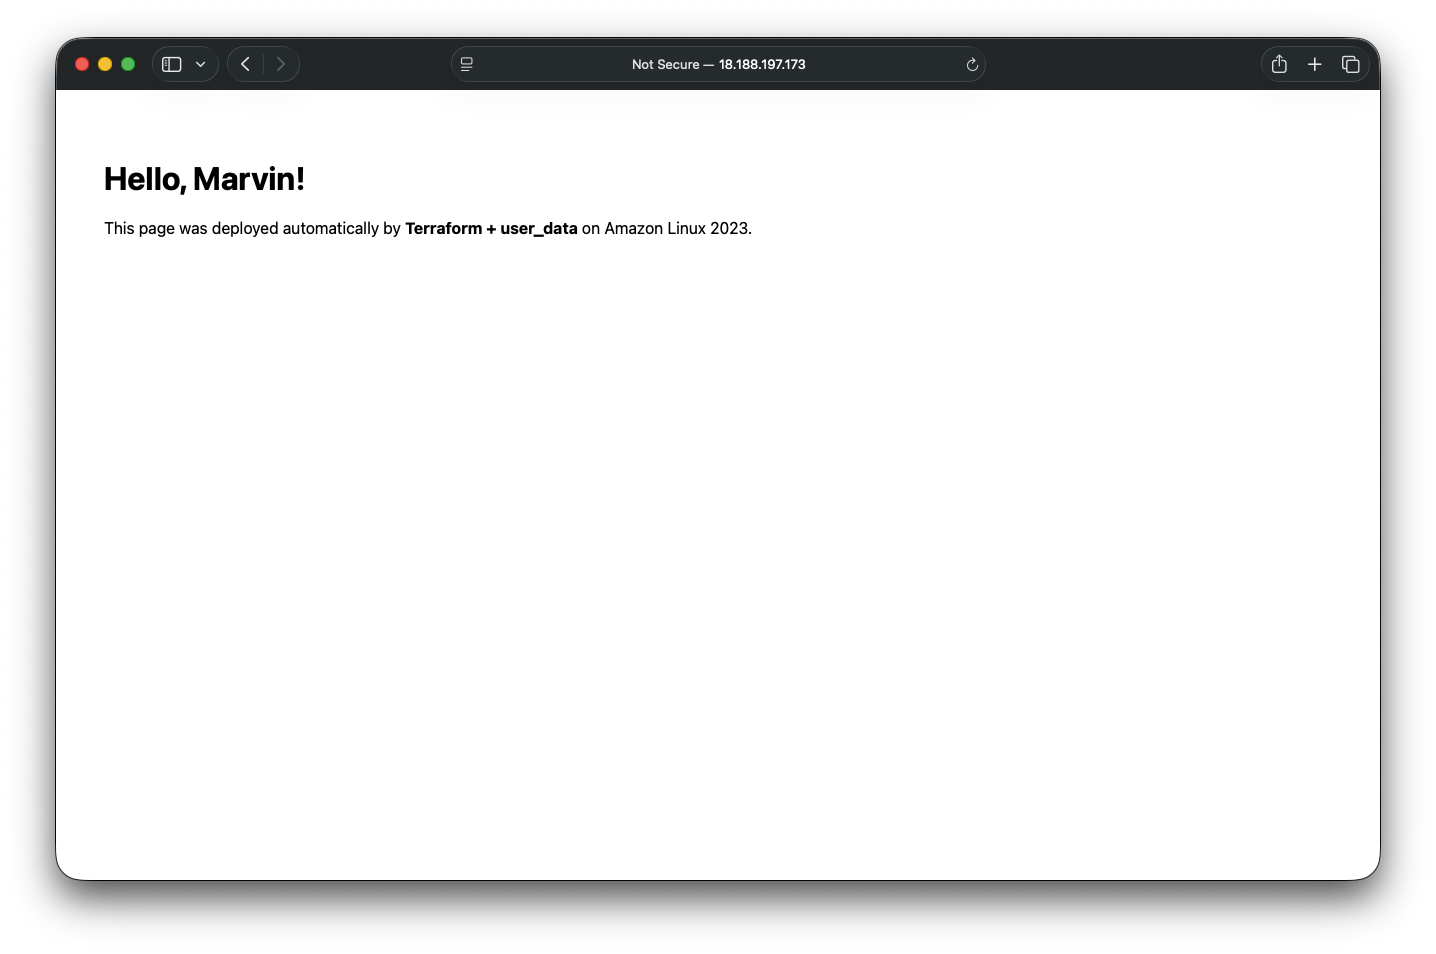 Not Secure — 18.188.197.173
Hello, Marvin!
This page was deployed automatically by Terraform + user_data on Amazon Linux 2023.